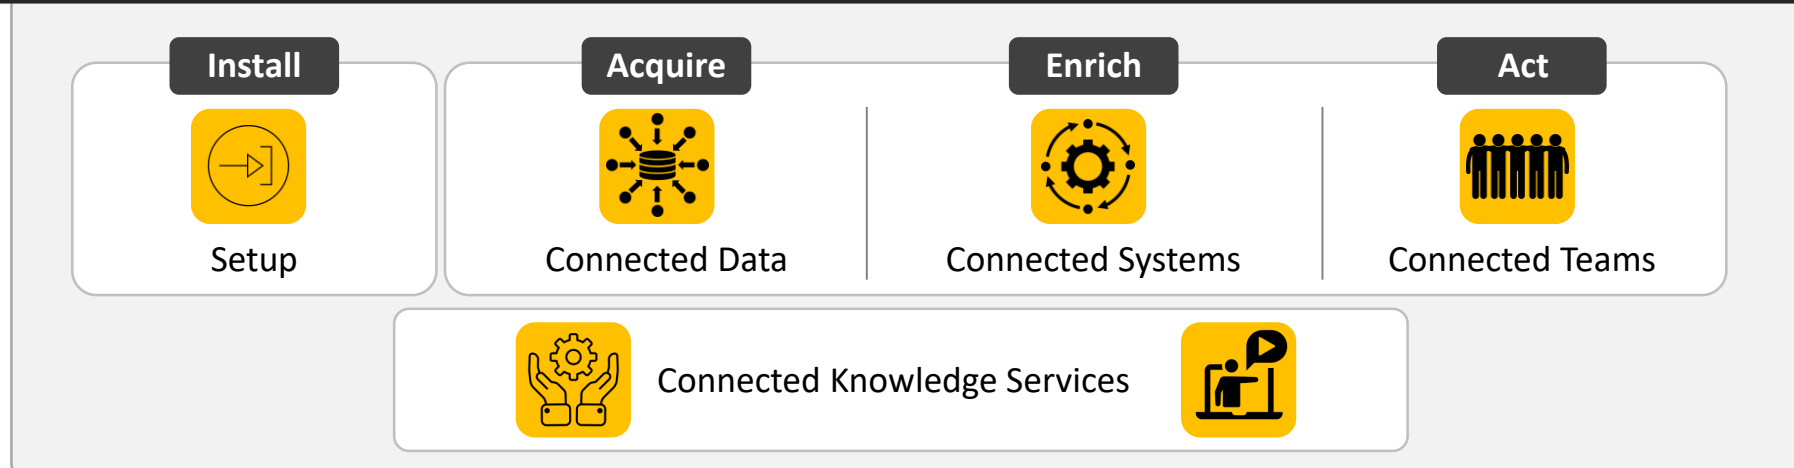 Install
Acquire
Enrich
Act
Setup
Connected Data
Connected Systems
Connected Teams
Connected Knowledge Services